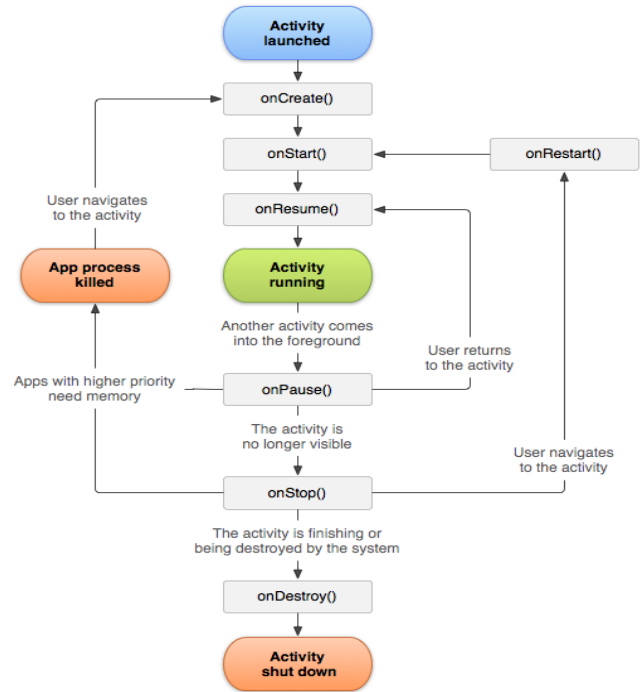 Activity
launched
onCreate()
onStart()
onRestart()
User navigates
to the activity
onResume()
App process
killed
Activity
running
Another activity comes
into the foreground
User returns
to the activity
Apps with higher priority
need memory
onPause()
The activity is
no longer visible
User navigates
to the activity
onStop()
The activity is finishing or
being destroyed by the system
onDestroy()
Activity
shut down